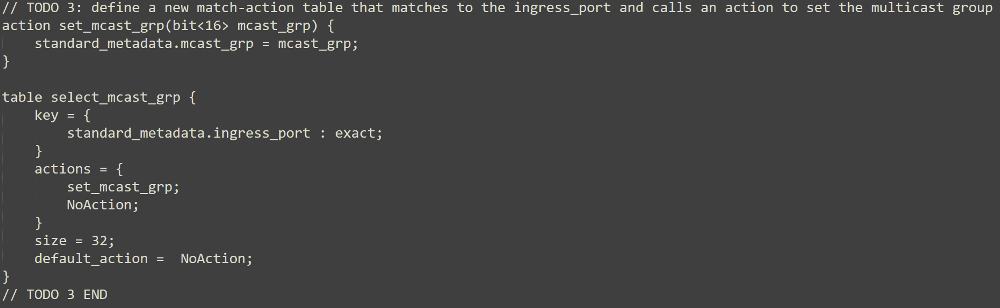 // TODO 3: define a new match-action table that matches to the ingress_port and calls an action to set the multicast group
action set_mcast_grp(bit<16> mcast_grp) {
    standard_metadata.mcast_grp = mcast_grp;
}

table select_mcast_grp {
    key = {
        standard_metadata.ingress_port : exact;
    }
    actions = {
        set_mcast_grp;
        NoAction;
    }
    size = 32;
    default_action =  NoAction;
}
// TODO 3 END